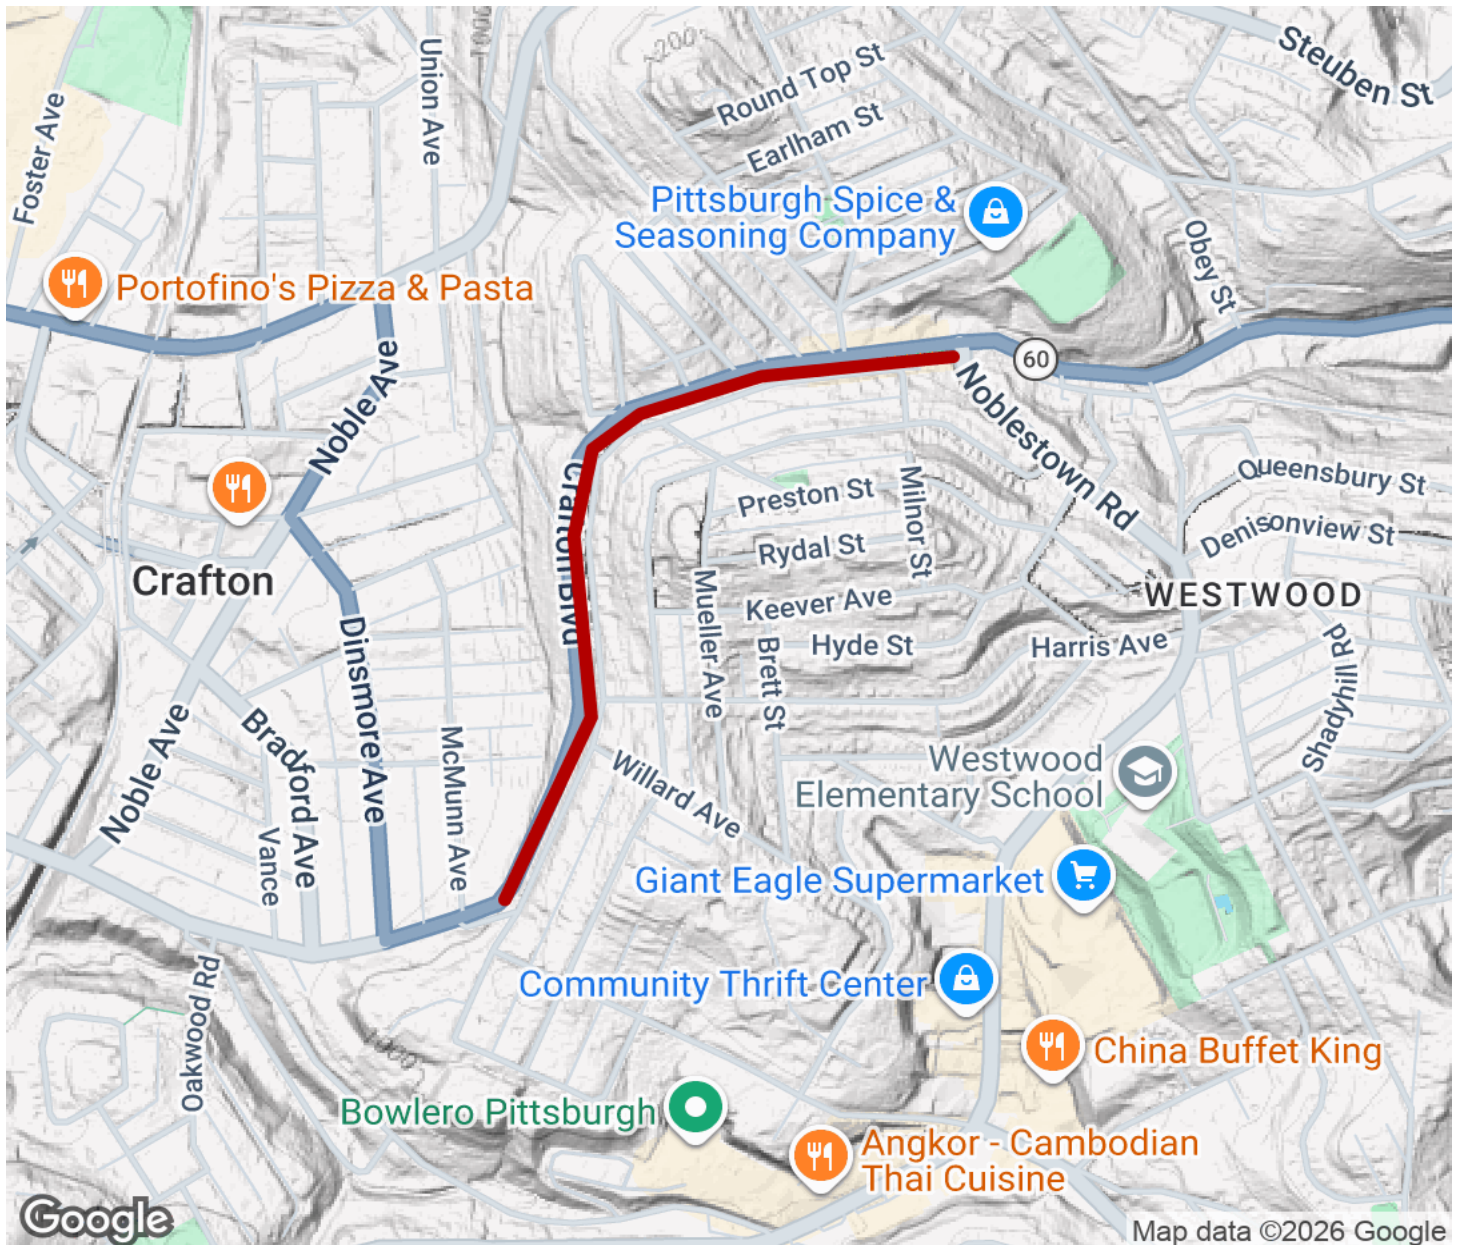 Steuben St
Round Top St
Union Ave
1000
1200
Earlham St
Foster Ave
Pittsburgh Spice &
Seasoning Company
Obey St
Portofino's Pizza & Pasta
60
Noble Ave
Noblestown Rd
Crafton Blvd
Queensbury St
Preston St
Milnor St
Denisonview St
Rydal St
Crafton
WESTWOOD
Mueller Ave
Keever Ave
Hyde St
Harris Ave
Brett St
Dinsmore Ave
Shadyhill Rd
Noble Ave
Bradford Ave
McMunn Ave
Willard Ave
Westwood
Elementary School
Vance
Giant Eagle Supermarket
Oakwood Rd
Community Thrift Center
1000
China Buffet King
Bowlero Pittsburgh
Angkor - Cambodian
Thai Cuisine
Google
Map data ©2026 Google